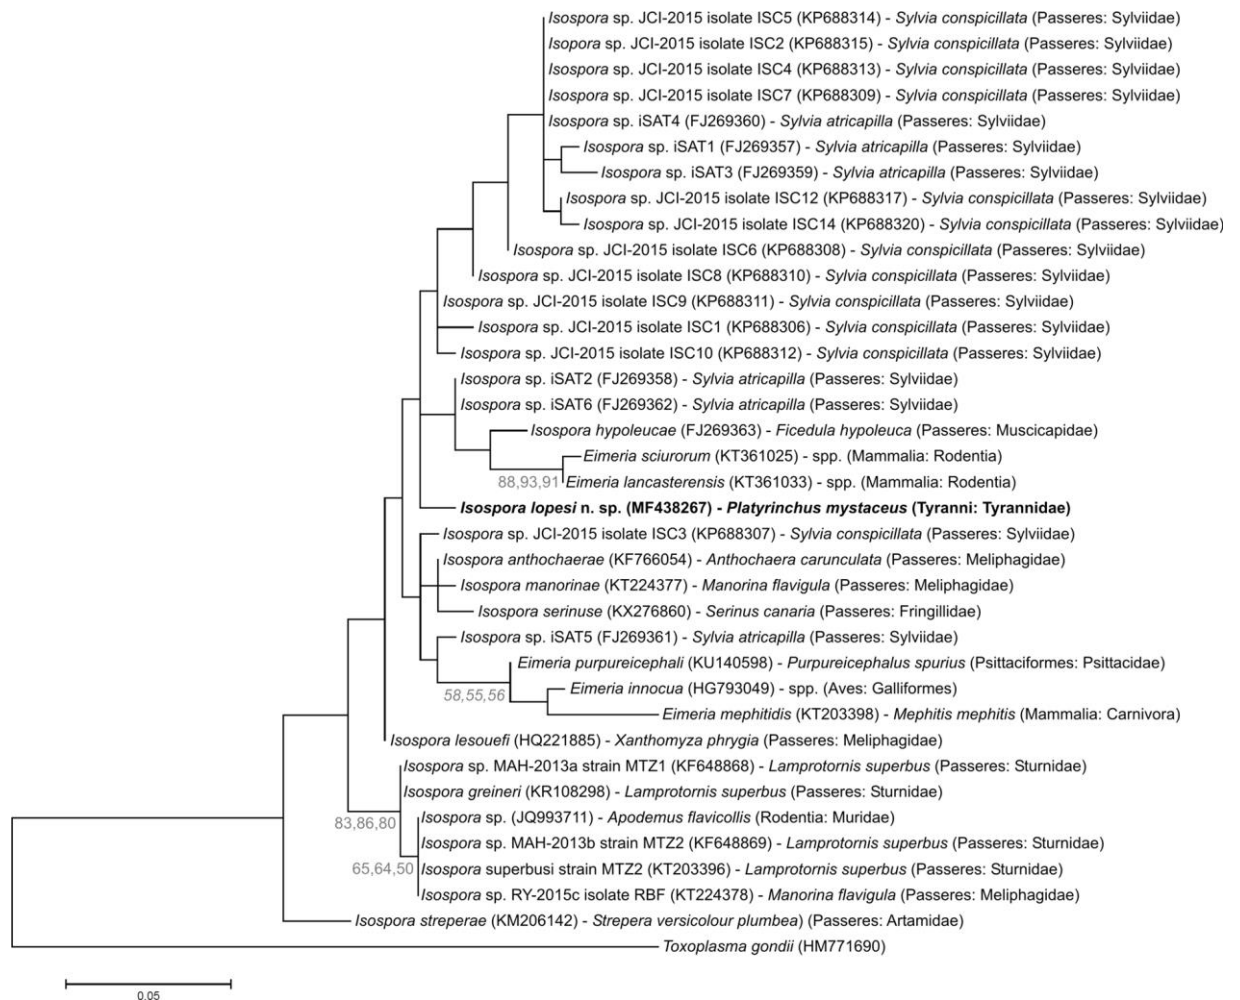 Isospora sp. JCI-2015 isolate ISC5 (KP688314) - Sylvia conspicillata (Passeres: Sylviidae)
Isopora sp. JCI-2015 isolate ISC2 (KP688315) - Sylvia conspicillata (Passeres: Sylviidae)
Isospora sp. JCI-2015 isolate ISC4 (KP688313) - Sylvia conspicillata (Passeres: Sylviidae)
Isospora sp. JCI-2015 isolate ISC7 (KP688309) - Sylvia conspicillata (Passeres: Sylviidae)
Isospora sp. iSAT4 (FJ269360) - Sylvia atricapilla (Passeres: Sylviidae)
Isospora sp. iSAT1 (FJ269357) - Sylvia atricapilla (Passeres: Sylviidae)
Isospora sp. iSAT3 (FJ269359) - Sylvia atricapilla (Passeres: Sylviidae)
Isospora sp. JCI-2015 isolate ISC12 (KP688317) - Sylvia conspicillata (Passeres: Sylviidae)
Isospora sp. JCI-2015 isolate ISC14 (KP688320) - Sylvia conspicillata (Passeres: Sylviidae)
Isospora sp. JCI-2015 isolate ISC6 (KP688308) - Sylvia conspicillata (Passeres: Sylviidae)
Isospora sp. JCI-2015 isolate ISC8 (KP688310) - Sylvia conspicillata (Passeres: Sylviidae)
Isospora sp. JCI-2015 isolate ISC9 (KP688311) - Sylvia conspicillata (Passeres: Sylviidae)
Isospora sp. JCI-2015 isolate ISC1 (KP688306) - Sylvia conspicillata (Passeres: Sylviidae)
Isospora sp. JCI-2015 isolate ISC10 (KP688312) - Sylvia conspicillata (Passeres: Sylviidae)
Isospora sp. iSAT2 (FJ269358) - Sylvia atricapilla (Passeres: Sylviidae)
Isospora sp. iSAT6 (FJ269362) - Sylvia atricapilla (Passeres: Sylviidae)
Isospora hypoleucae (FJ269363) - Ficedula hypoleuca (Passeres: Muscicapidae)
Eimeria sciurorum (KT361025) - spp. (Mammalia: Rodentia)
88,93,91 Eimeria lancasterensis (KT361033) - spp. (Mammalia: Rodentia)
Isospora lopesi n. sp. (MF438267) - Platyrinchus mystaceus (Tyranni: Tyrannidae)
Isospora sp. JCI-2015 isolate ISC3 (KP688307) - Sylvia conspicillata (Passeres: Sylviidae)
Isospora anthochaerae (KF766054) - Anthochaera carunculata (Passeres: Meliphagidae)
Isospora manorinae (KT224377) - Manorina flavigula (Passeres: Meliphagidae)
Isospora serinuse (KX276860) - Serinus canaria (Passeres: Fringillidae)
Isospora sp. iSAT5 (FJ269361) - Sylvia atricapilla (Passeres: Sylviidae)
Eimeria purpureicephali (KU140598) - Purpureicephalus spurius (Psittaciformes: Psittacidae)
58,55,56 Eimeria innocua (HG793049) - spp. (Aves: Galliformes)
Eimeria mephitidis (KT203398) - Mephitis mephitis (Mammalia: Carnivora)
Isospora lesouefi (HQ221885) - Xanthomyza phrygia (Passeres: Meliphagidae)
Isospora sp. MAH-2013a strain MTZ1 (KF648868) - Lamprotornis superbus (Passeres: Sturnidae)
Isospora greineri (KR108298) - Lamprotornis superbus (Passeres: Sturnidae)
83,86,80 Isospora sp. (JQ993711) - Apodemus flavicollis (Rodentia: Muridae)
Isospora sp. MAH-2013b strain MTZ2 (KF648869) - Lamprotornis superbus (Passeres: Sturnidae)
65,64,50 Isospora superbusi strain MTZ2 (KT203396) - Lamprotornis superbus (Passeres: Sturnidae)
Isospora sp. RY-2015c isolate RBF (KT224378) - Manorina flavigula (Passeres: Meliphagidae)
Isospora streperae (KM206142) - Strepera versicolour plumbea) (Passeres: Artamidae)
Toxoplasma gondii (HM771690)
0.05